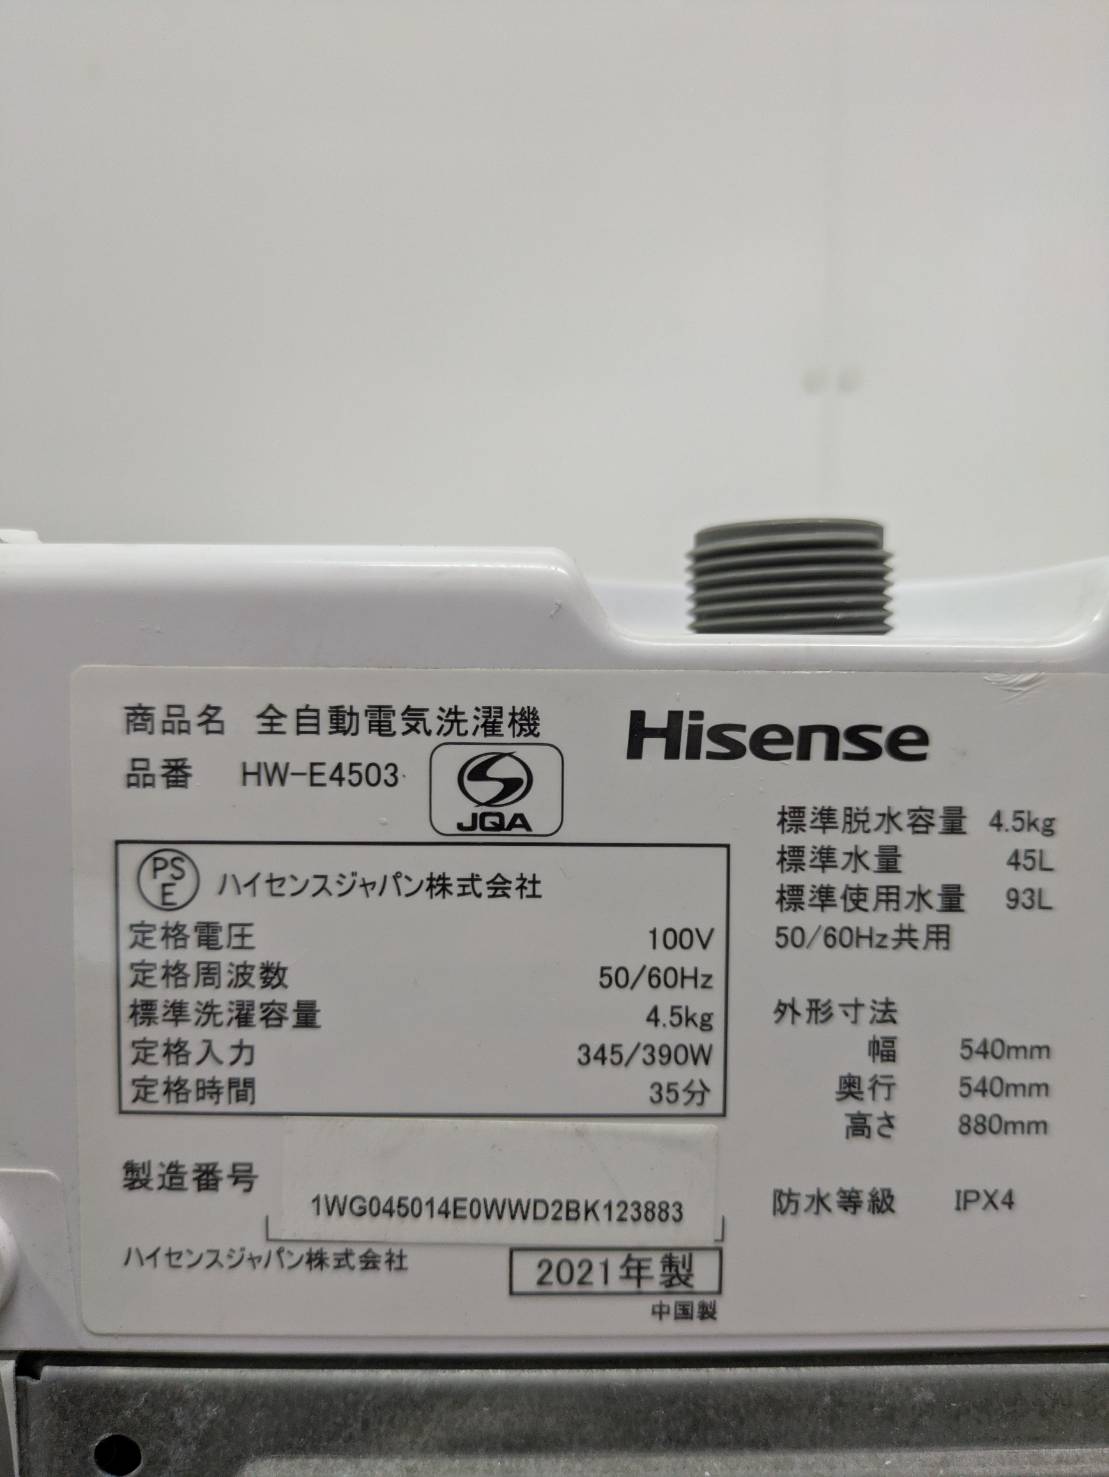 商品名 全自動電気洗濯機
品番 HW-E4503
JQA
Hisense
PS
E
ハイセンスジャパン株式会社
定格電圧 100V
定格周波数 50/60Hz
標準洗濯容量 4.5kg
定格入力 345/390W
定格時間 35分
標準脱水容量 4.5kg
標準水量 45L
標準使用水量 93L
50/60Hz共用
外形寸法
幅 540mm
奥行 540mm
高さ 880mm
防水等級 IPX4
製造番号 1WG045014E0WWD2BK123883
ハイセンスジャパン株式会社
2021年製
中国製